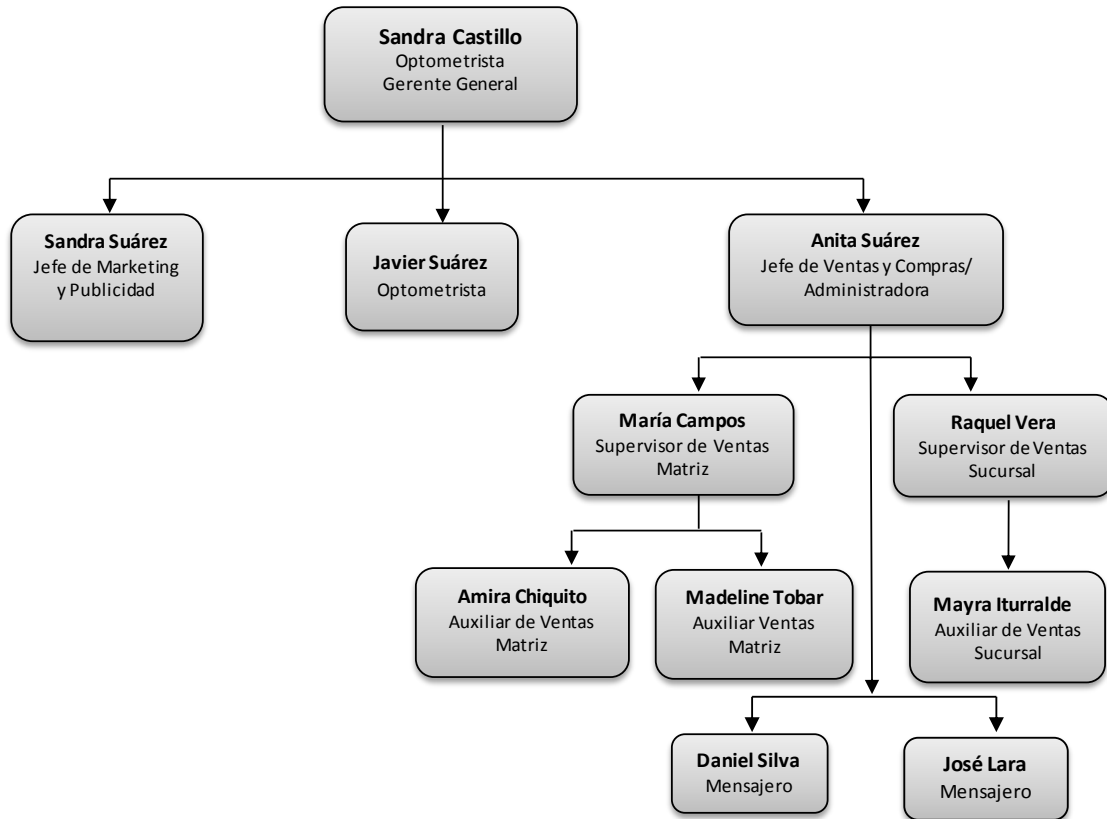 Sandra Castillo
Optometrista
Gerente General
Sandra Suárez
Jefe de Marketing
y Publicidad
Javier Suárez
Optometrista
Anita Suárez
Jefe de Ventas y Compras/
Administradora
María Campos
Supervisor de Ventas
Matriz
Raquel Vera
Supervisor de Ventas
Sucursal
Amira Chiquito
Auxiliar de Ventas
Matriz
Madeline Tobar
Auxiliar Ventas
Matriz
Mayra Iturralde
Auxiliar de Ventas
Sucursal
Daniel Silva
Mensajero
José Lara
Mensajero